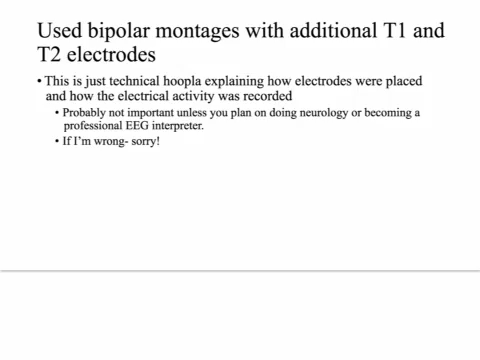 Used bipolar montages with additional T1 and
T2 electrodes
• This is just technical hoopla explaining how electrodes were placed
and how the electrical activity was recorded
• Probably not important unless you plan on doing neurology or becoming a
professional EEG interpreter.
• If I'm wrong- sorry!